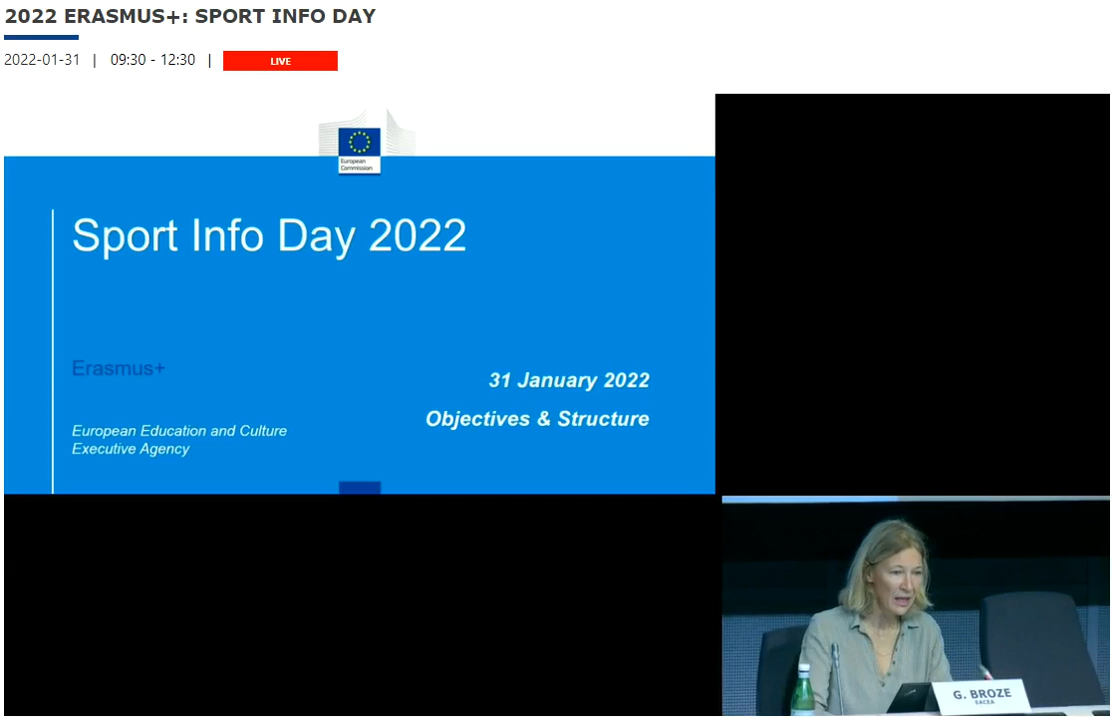 2022 ERASMUS+: SPORT INFO DAY
2022-01-31 | 09:30 - 12:30 | LIVE
European
Commission
Sport Info Day 2022
Erasmus+
31 January 2022
Objectives & Structure
European Education and Culture
Executive Agency
G. BROZE
EACEA